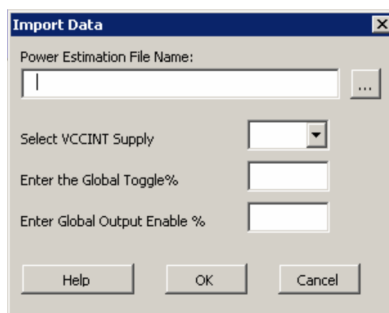 Import Data
Power Estimation File Name:
...
Select VCCINT Supply
Enter the Global Toggle%
Enter Global Output Enable %
Help OK Cancel